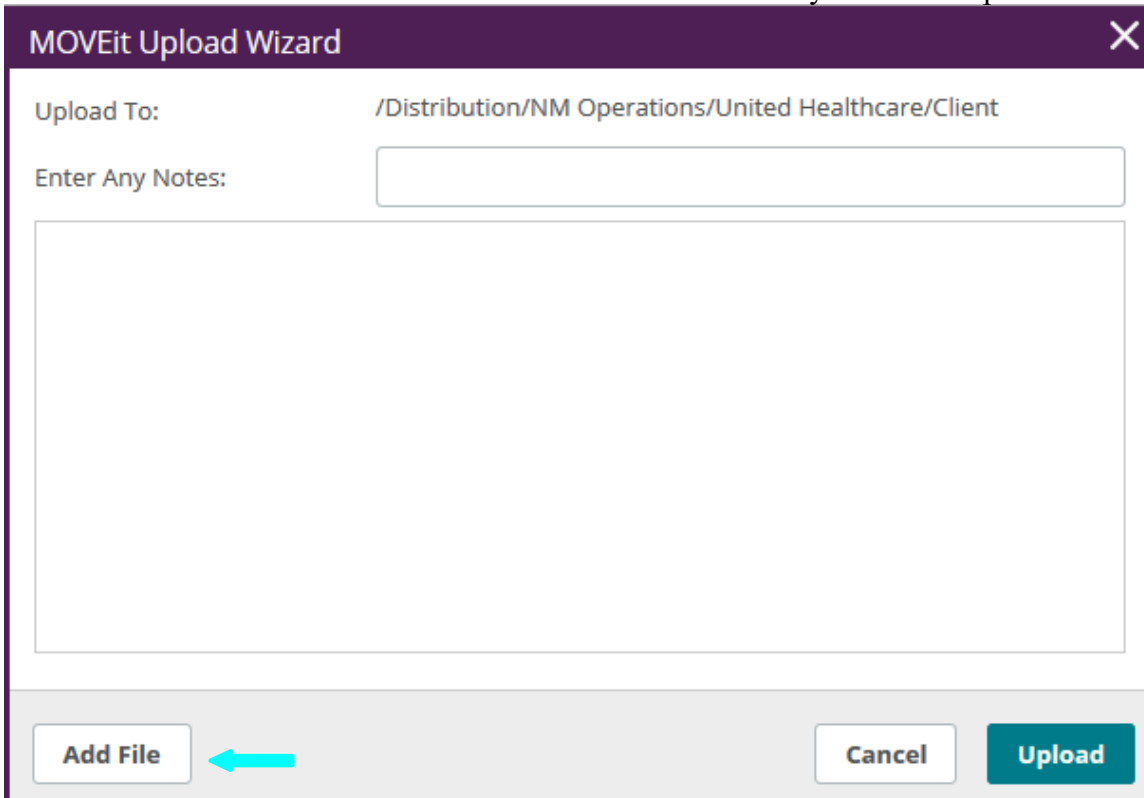 MOVEit Upload Wizard
Upload To: /Distribution/NM Operations/United Healthcare/Client
Enter Any Notes:
Add File Cancel Upload